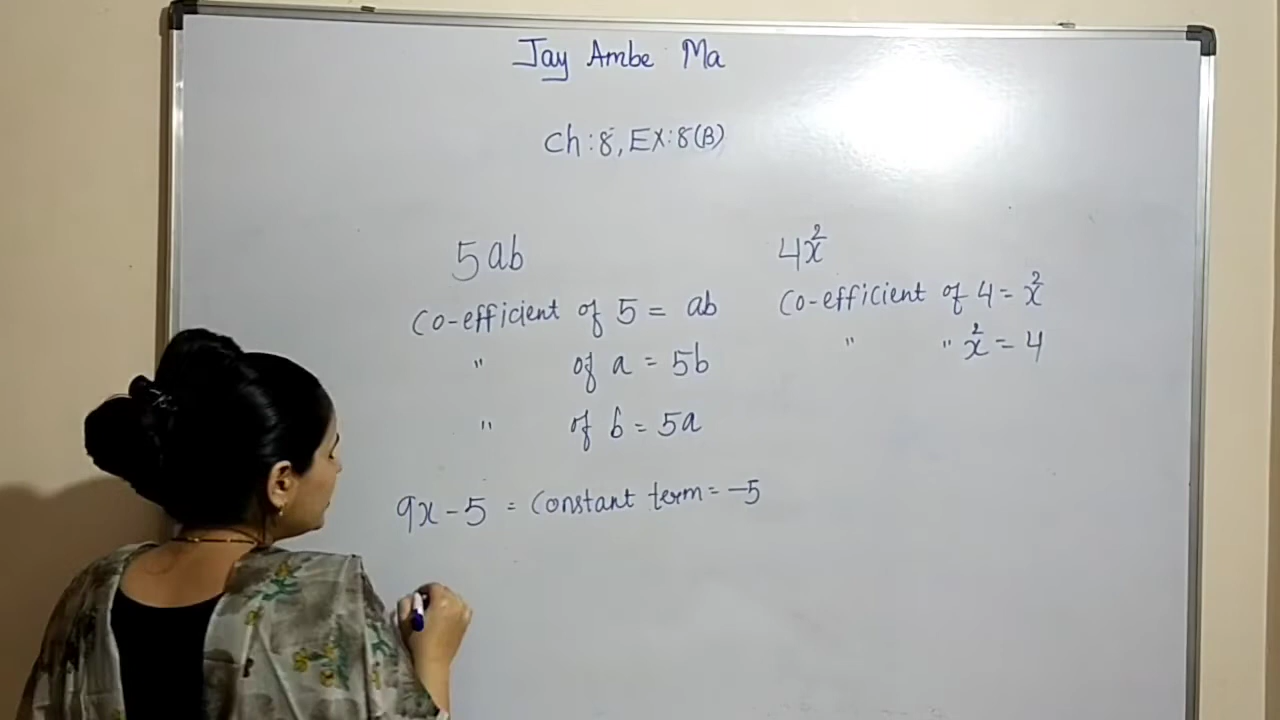 Jay Ambe Ma
Ch:8, EX:8(B)
5ab
Co-efficient of 5 = ab
" of a = 5b
" of b = 5a
4x²
Co-efficient of 4 = x²
" " x² = 4
9x - 5 = Constant term = -5